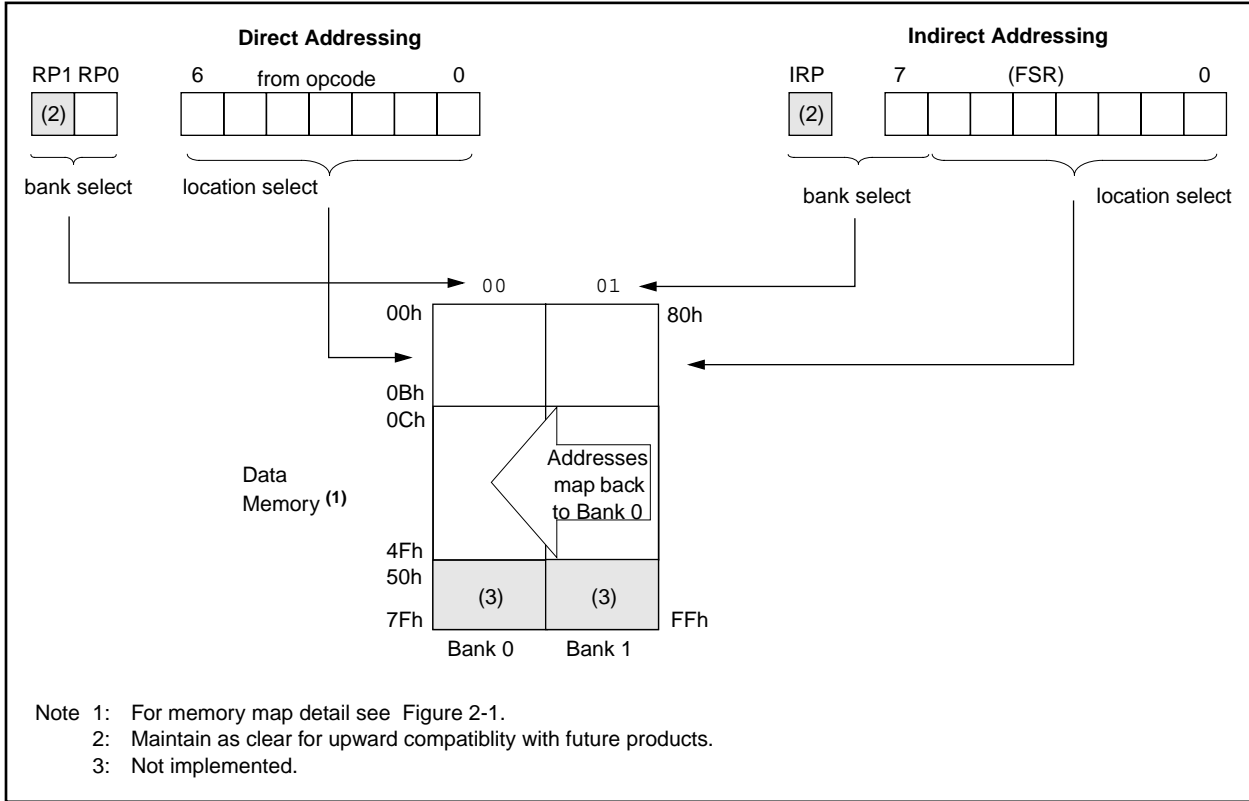 Direct Addressing
RP1 RP0
6 from opcode 0
(2)
bank select
location select
Indirect Addressing
IRP
7 (FSR) 0
(2)
bank select
location select
00 01
00h
80h
0Bh
0Ch
Data
Memory (1)
Addresses
map back
to Bank 0
4Fh
50h
(3) (3)
7Fh
FFh
Bank 0 Bank 1
Note 1: For memory map detail see Figure 2-1.
2: Maintain as clear for upward compatiblity with future products.
3: Not implemented.